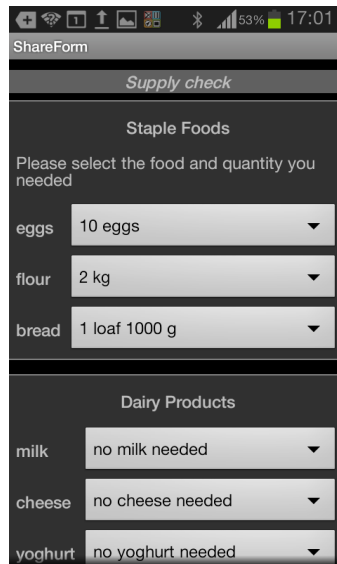 1 53% 17:01
ShareForm
Supply check
Staple Foods
Please select the food and quantity you
needed
eggs 10 eggs
flour 2 kg
bread 1 loaf 1000 g
Dairy Products
milk no milk needed
cheese no cheese needed
yoghurt no yoghurt needed